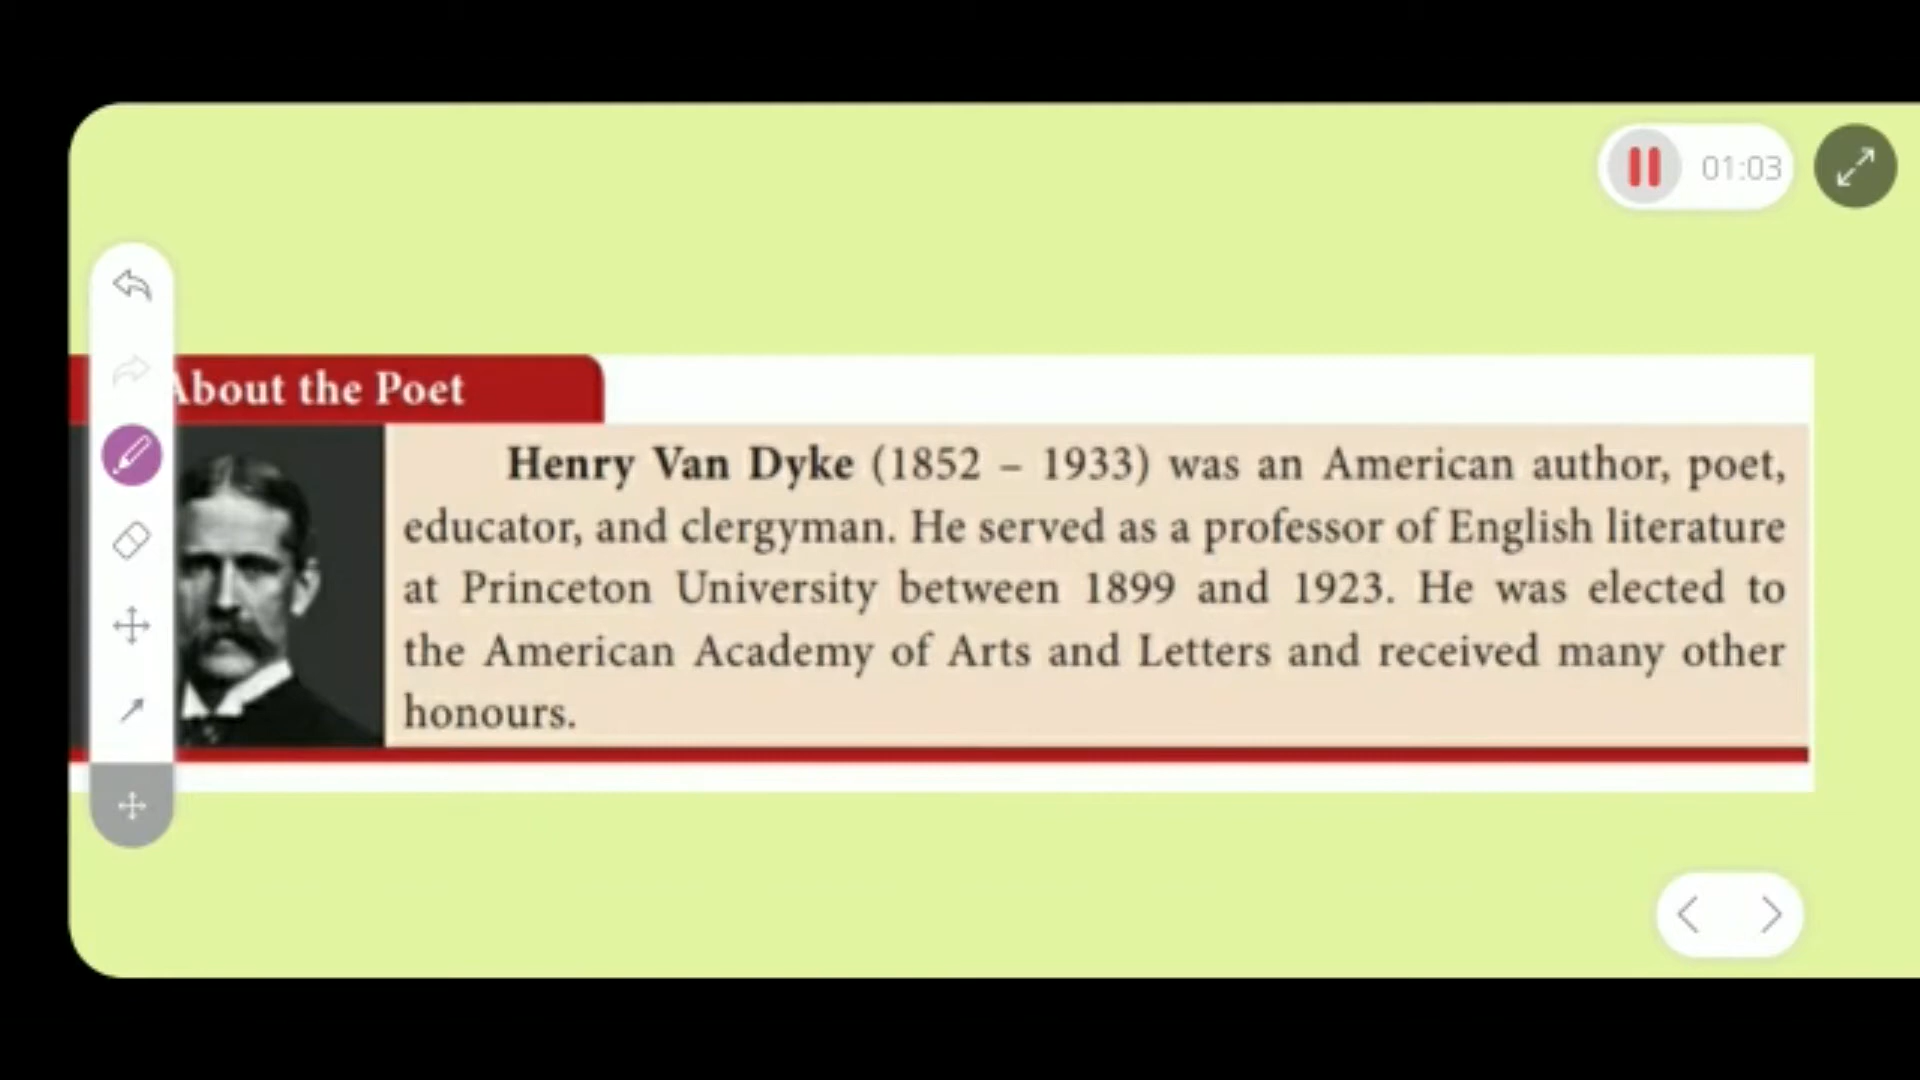 01:03
About the Poet
Henry Van Dyke (1852 – 1933) was an American author, poet,
educator, and clergyman. He served as a professor of English literature
at Princeton University between 1899 and 1923. He was elected to
the American Academy of Arts and Letters and received many other
honours.